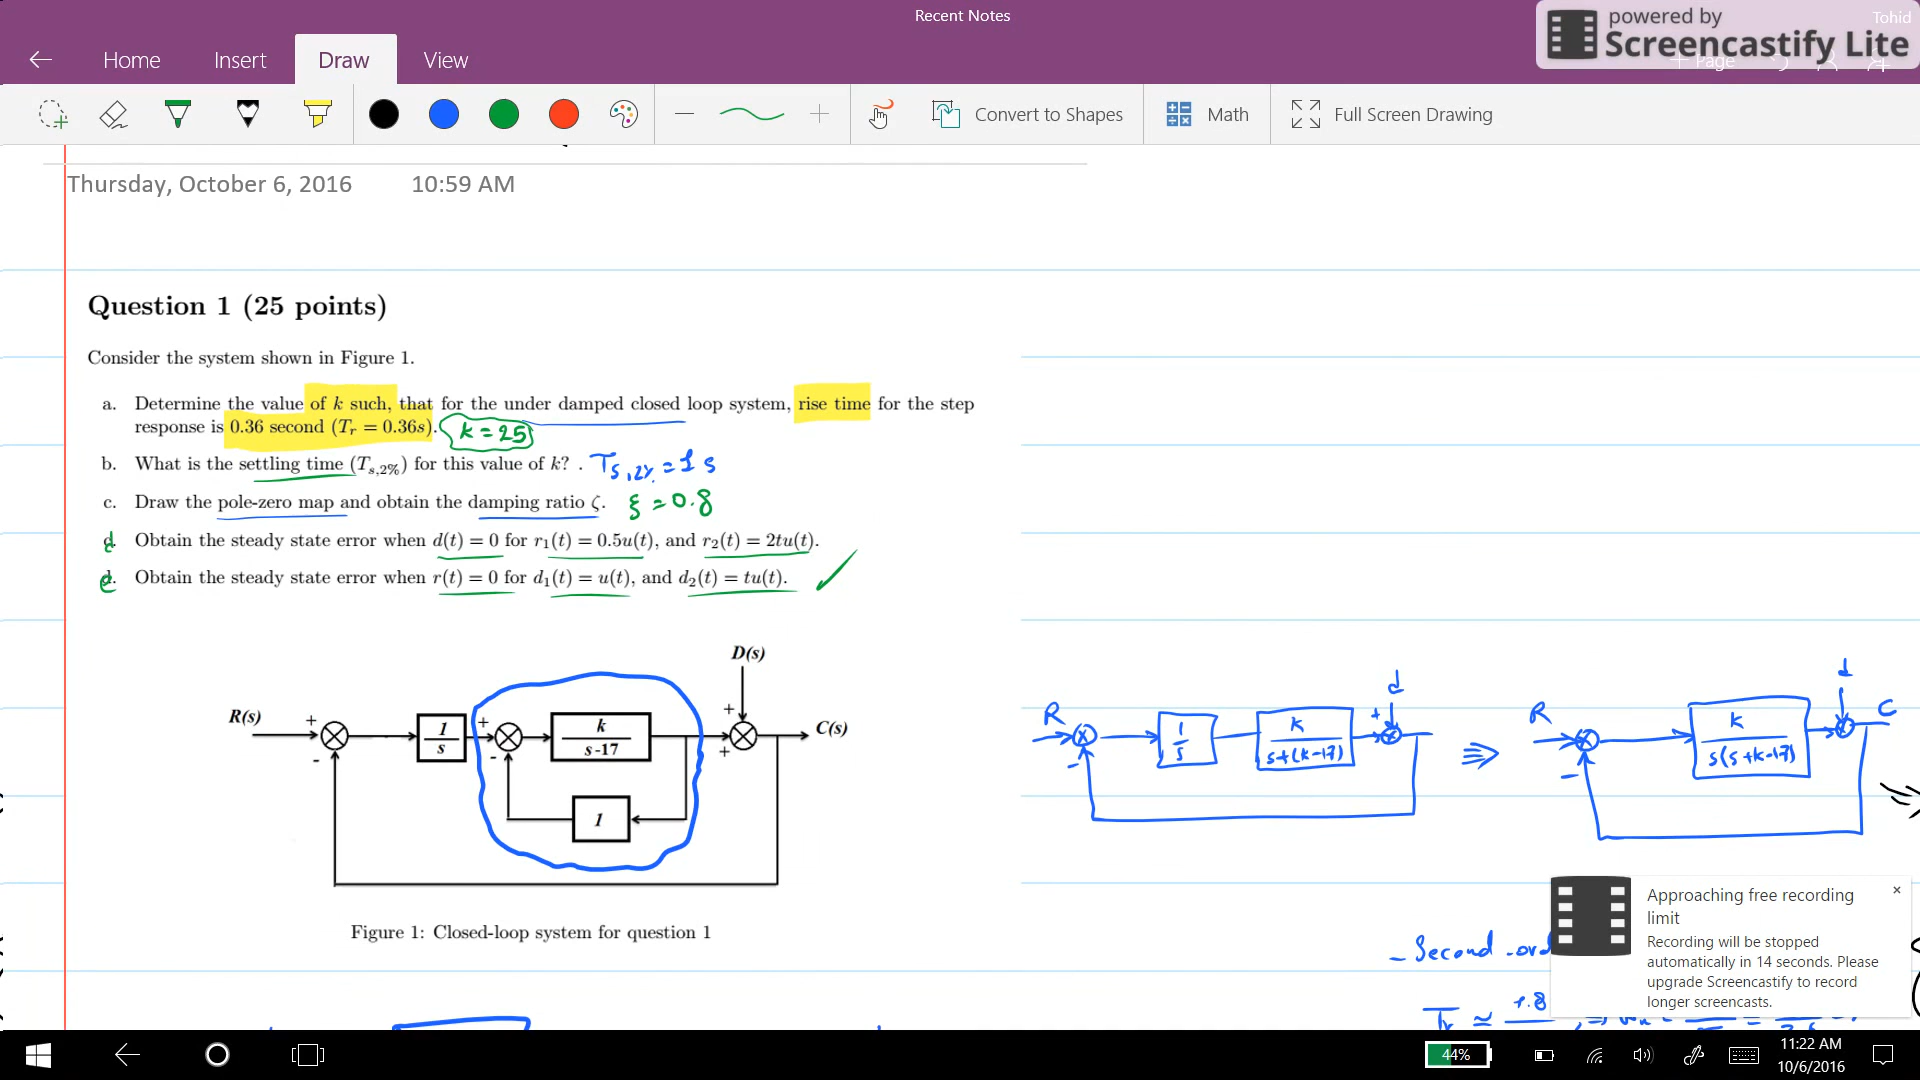 Recent Notes
Tohid
powered by
Screencastify Lite
Home Insert Draw View
Page
Convert to Shapes Math Full Screen Drawing
Thursday, October 6, 2016 10:59 AM
Question 1 (25 points)
Consider the system shown in Figure 1.
a. Determine the value of k such, that for the under damped closed loop system, rise time for the step
response is 0.36 second (Tr = 0.36s). k = 25
b. What is the settling time (Ts,2%) for this value of k? . Ts,2% = 1 s
c. Draw the pole-zero map and obtain the damping ratio ζ. ξ = 0.8
d. Obtain the steady state error when d(t) = 0 for r1(t) = 0.5u(t), and r2(t) = 2tu(t).
e. Obtain the steady state error when r(t) = 0 for d1(t) = u(t), and d2(t) = tu(t).
D(s)
R(s) + - 1/s + - k/(s-17) + + C(s)
1
Figure 1: Closed-loop system for question 1
R - 1/s k/(s+(k-17)) + d
⇒
R - k/(s(s+k-17)) d C
- Second-ord
Tr ≈ 1.8
Approaching free recording
limit
Recording will be stopped
automatically in 14 seconds. Please
upgrade Screencastify to record
longer screencasts.
44%
11:22 AM
10/6/2016